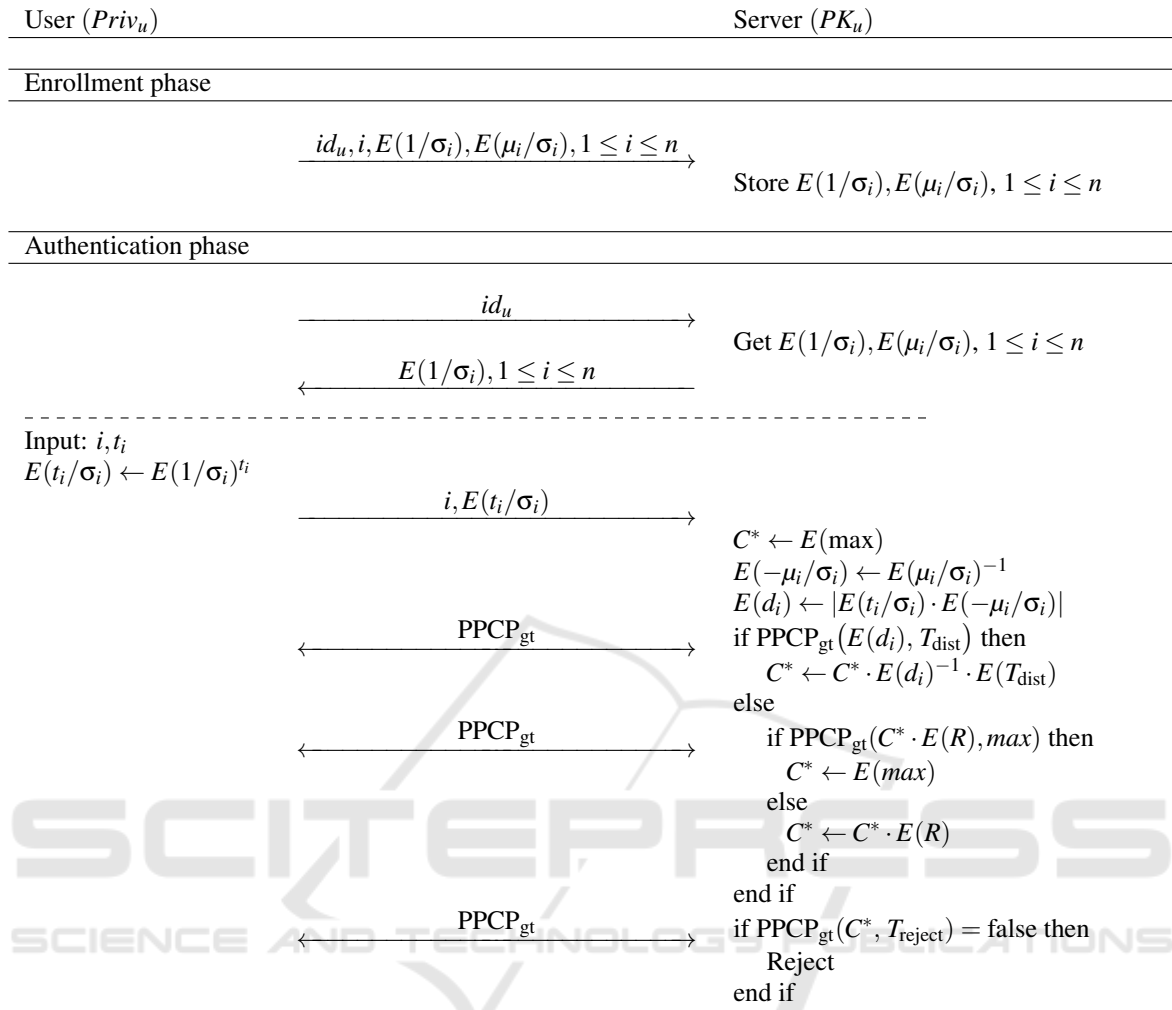 User (Priv_u) Server (PK_u)
Enrollment phase
id_u, i, E(1/σ_i), E(μ_i/σ_i), 1 ≤ i ≤ n
Store E(1/σ_i), E(μ_i/σ_i), 1 ≤ i ≤ n
Authentication phase
id_u
Get E(1/σ_i), E(μ_i/σ_i), 1 ≤ i ≤ n
E(1/σ_i), 1 ≤ i ≤ n
Input: i, t_i
E(t_i/σ_i) ← E(1/σ_i)^{t_i}
i, E(t_i/σ_i)
C* ← E(max)
E(−μ_i/σ_i) ← E(μ_i/σ_i)^{−1}
E(d_i) ← |E(t_i/σ_i) · E(−μ_i/σ_i)|
PPCP_gt if PPCP_gt(E(d_i), T_dist) then
C* ← C* · E(d_i)^{−1} · E(T_dist)
else
PPCP_gt if PPCP_gt(C* · E(R), max) then
C* ← E(max)
else
C* ← C* · E(R)
end if
end if
PPCP_gt if PPCP_gt(C*, T_reject) = false then
Reject
end if
SCITEPRESS
SCIENCE AND TECHNOLOGY PUBLICATIONS